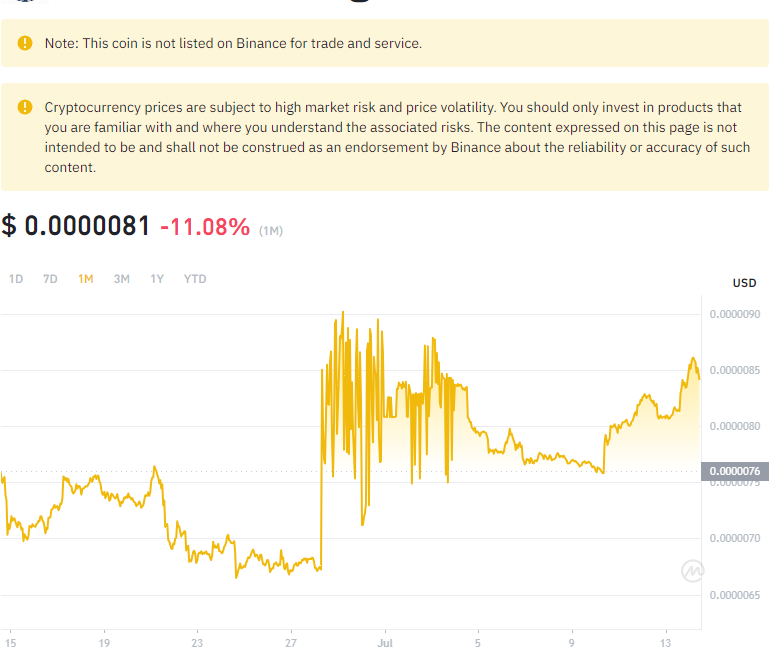 Note: This coin is not listed on Binance for trade and service.
Cryptocurrency prices are subject to high market risk and price volatility. You should only invest in products that
you are familiar with and where you understand the associated risks. The content expressed on this page is not
intended to be and shall not be construed as an endorsement by Binance about the reliability or accuracy of such
content.
$ 0.0000081 -11.08% (1M)
1D 7D 1M 3M 1Y YTD
USD
0.0000090
0.0000085
0.0000080
0.0000076
0.0000075
0.0000070
0.0000065
15 19 23 27 Jul 5 9 13